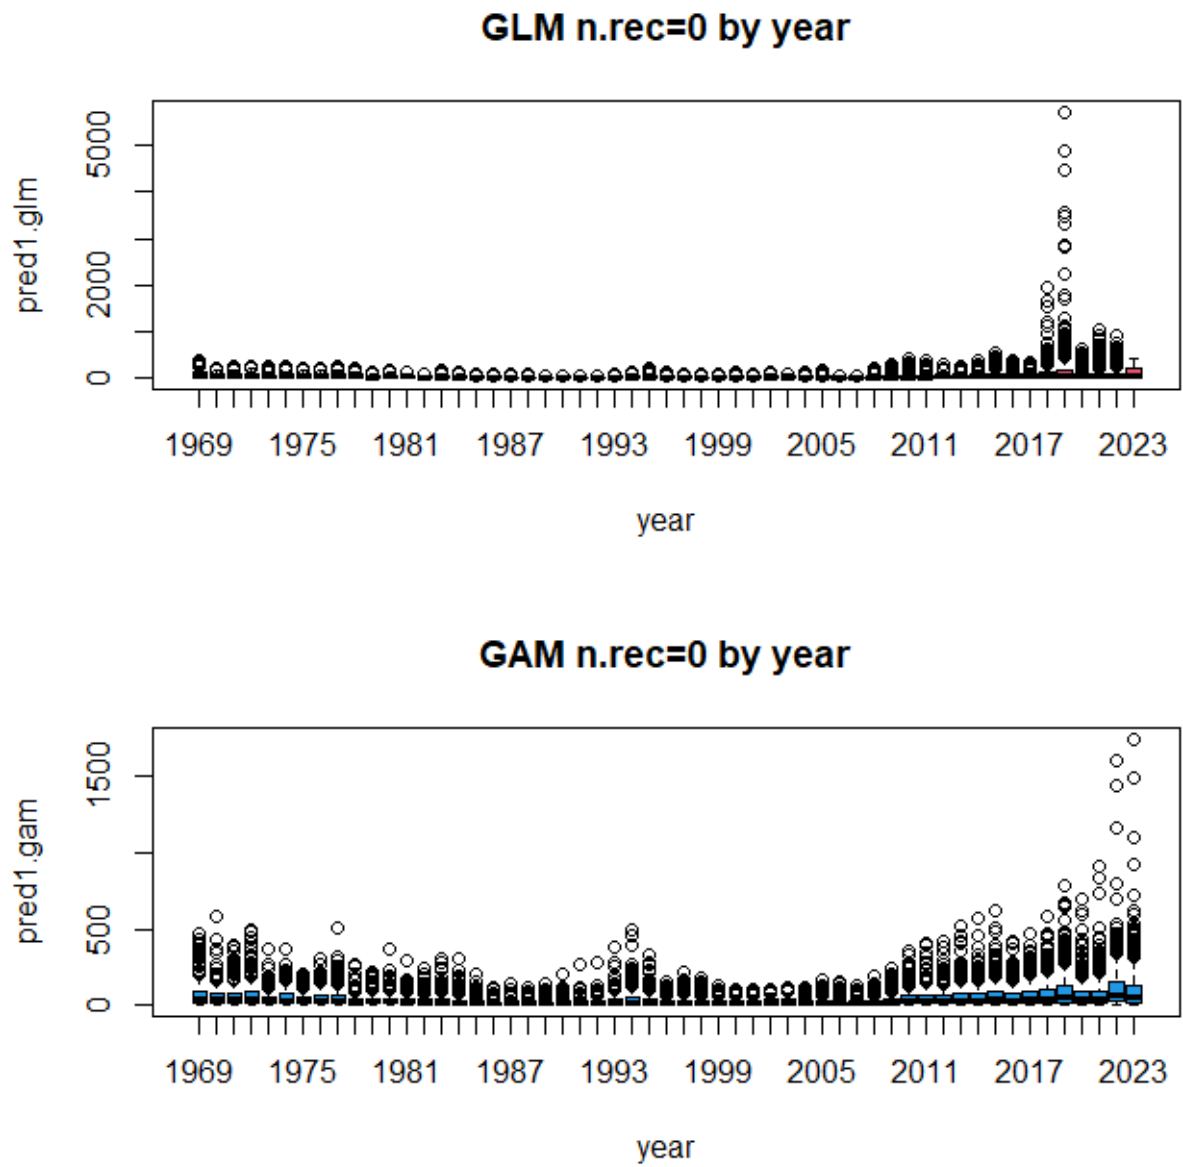 GLM n.rec=0 by year
pred1.glm
5000
2000
0
1969 1975 1981 1987 1993 1999 2005 2011 2017 2023
year
GAM n.rec=0 by year
pred1.gam
1500
500
0
1969 1975 1981 1987 1993 1999 2005 2011 2017 2023
year